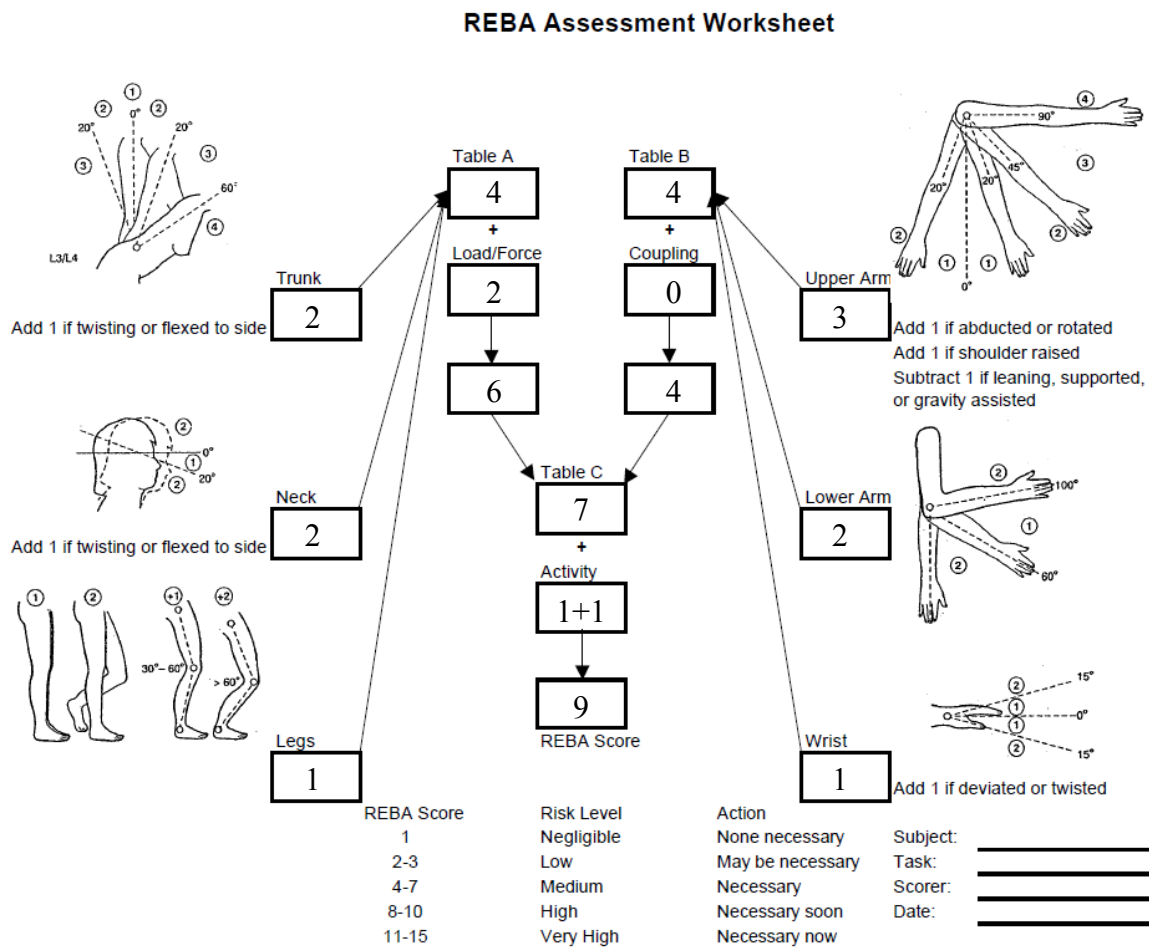 REBA Assessment Worksheet
① 0°
② ②
20° 20°
③ ③
60°
④
L3/L4
Trunk
2
Add 1 if twisting or flexed to side
②
0°
①
20°
②
Neck
2
Add 1 if twisting or flexed to side
① ② +1 +2
30°– 60° > 60°
Legs
1
Table A
4
+
Load/Force
2
6
Table B
4
+
Coupling
0
4
Table C
7
+
Activity
1+1
9
REBA Score
④
90°
③
45°
20° 20°
② ②
① ①
0°
Upper Arm
3
Add 1 if abducted or rotated
Add 1 if shoulder raised
Subtract 1 if leaning, supported,
or gravity assisted
②
100°
①
60°
②
Lower Arm
2
② 15°
①
0°
①
② 15°
Wrist
1
Add 1 if deviated or twisted
REBA Score Risk Level Action
1 Negligible None necessary
2-3 Low May be necessary
4-7 Medium Necessary
8-10 High Necessary soon
11-15 Very High Necessary now
Subject:
Task:
Scorer:
Date: